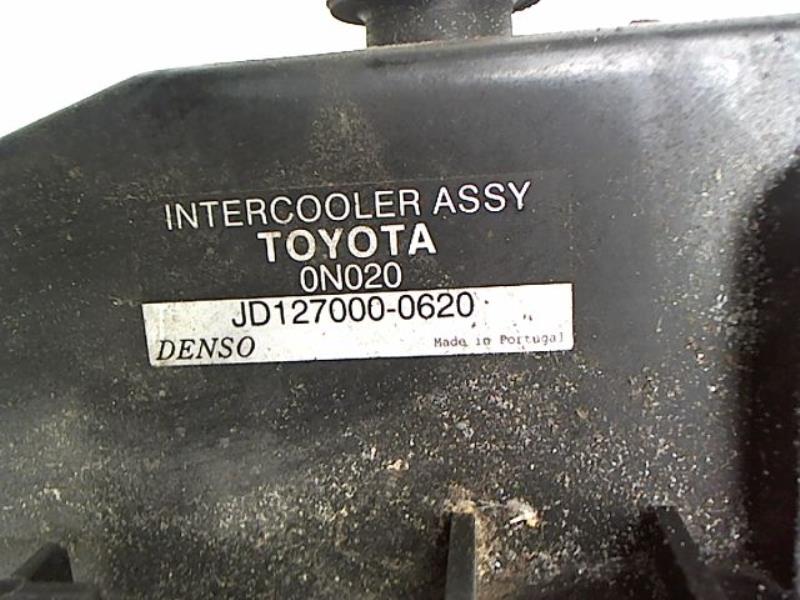 INTERCOOLER ASSY
TOYOTA
0N020
JD127000-0620
DENSO Made in Portugal